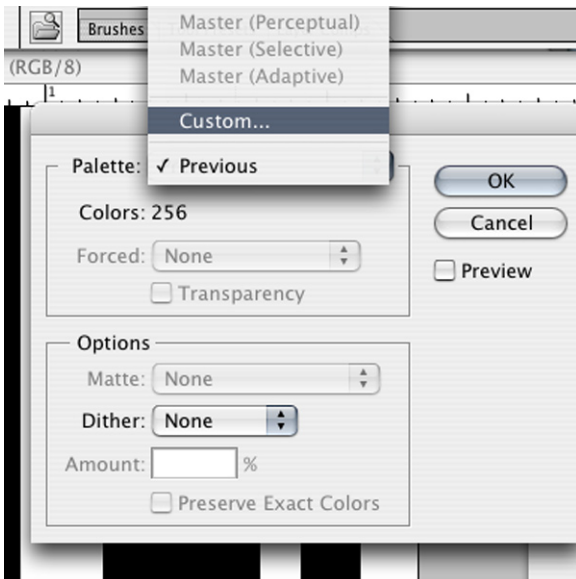 Master (Perceptual)
Brushes
Master (Selective)
(RGB/8)
Master (Adaptive)
1
Custom...
Palette: ✓ Previous
OK
Colors: 256
Cancel
Forced: None
Preview
Transparency
Options
Matte: None
Dither: None
Amount: %
Preserve Exact Colors